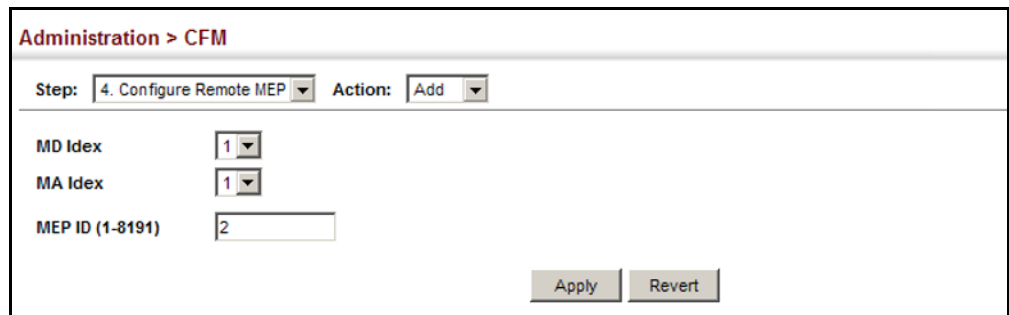 Administration > CFM
Step: 4. Configure Remote MEP Action: Add
MD Idex 1
MA Idex 1
MEP ID (1-8191) 2
Apply Revert